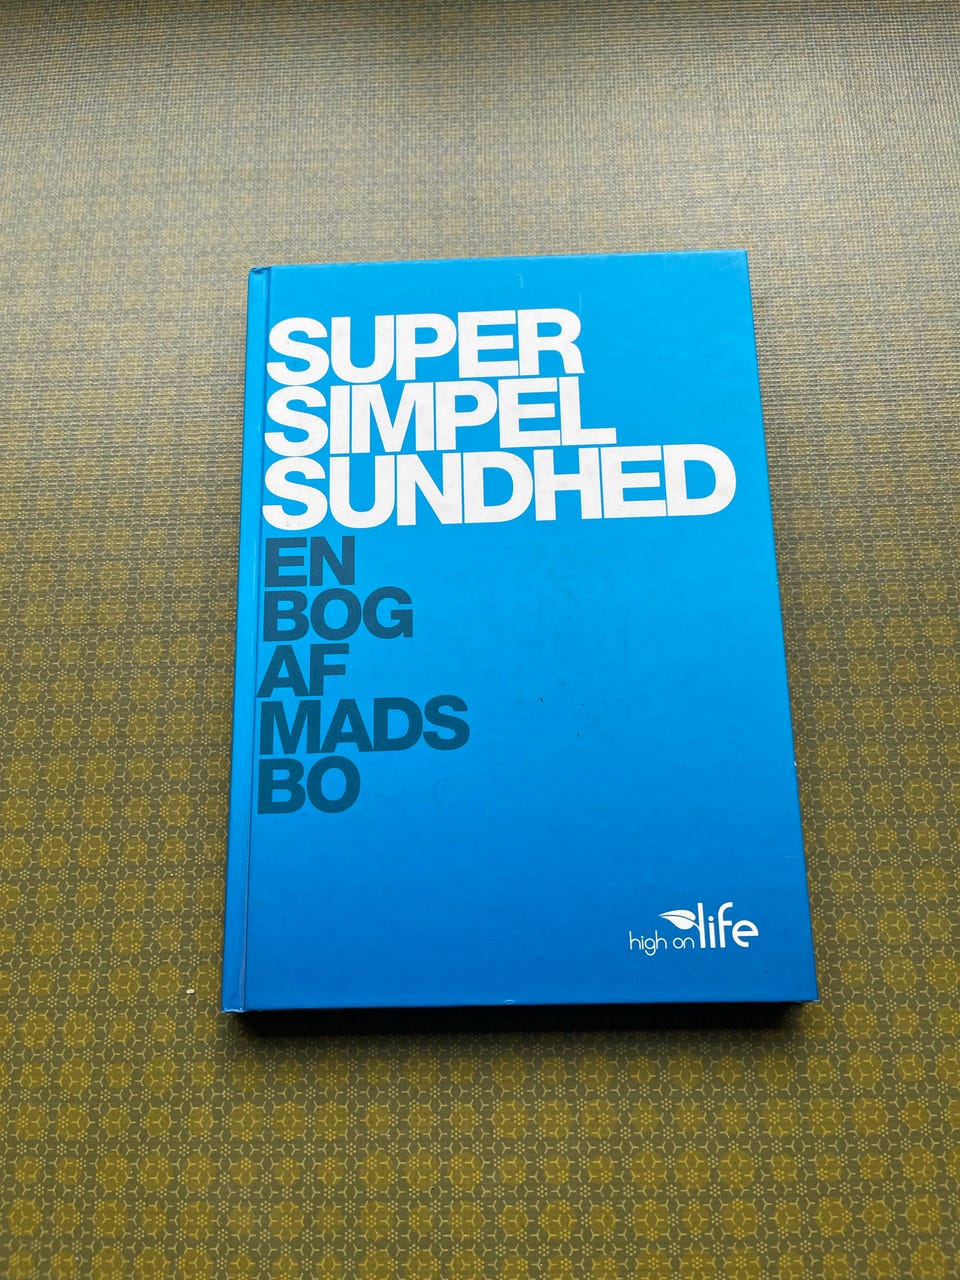 SUPER
SIMPEL
SUNDHED
EN
BOG
AF
MADS
BO
high on life